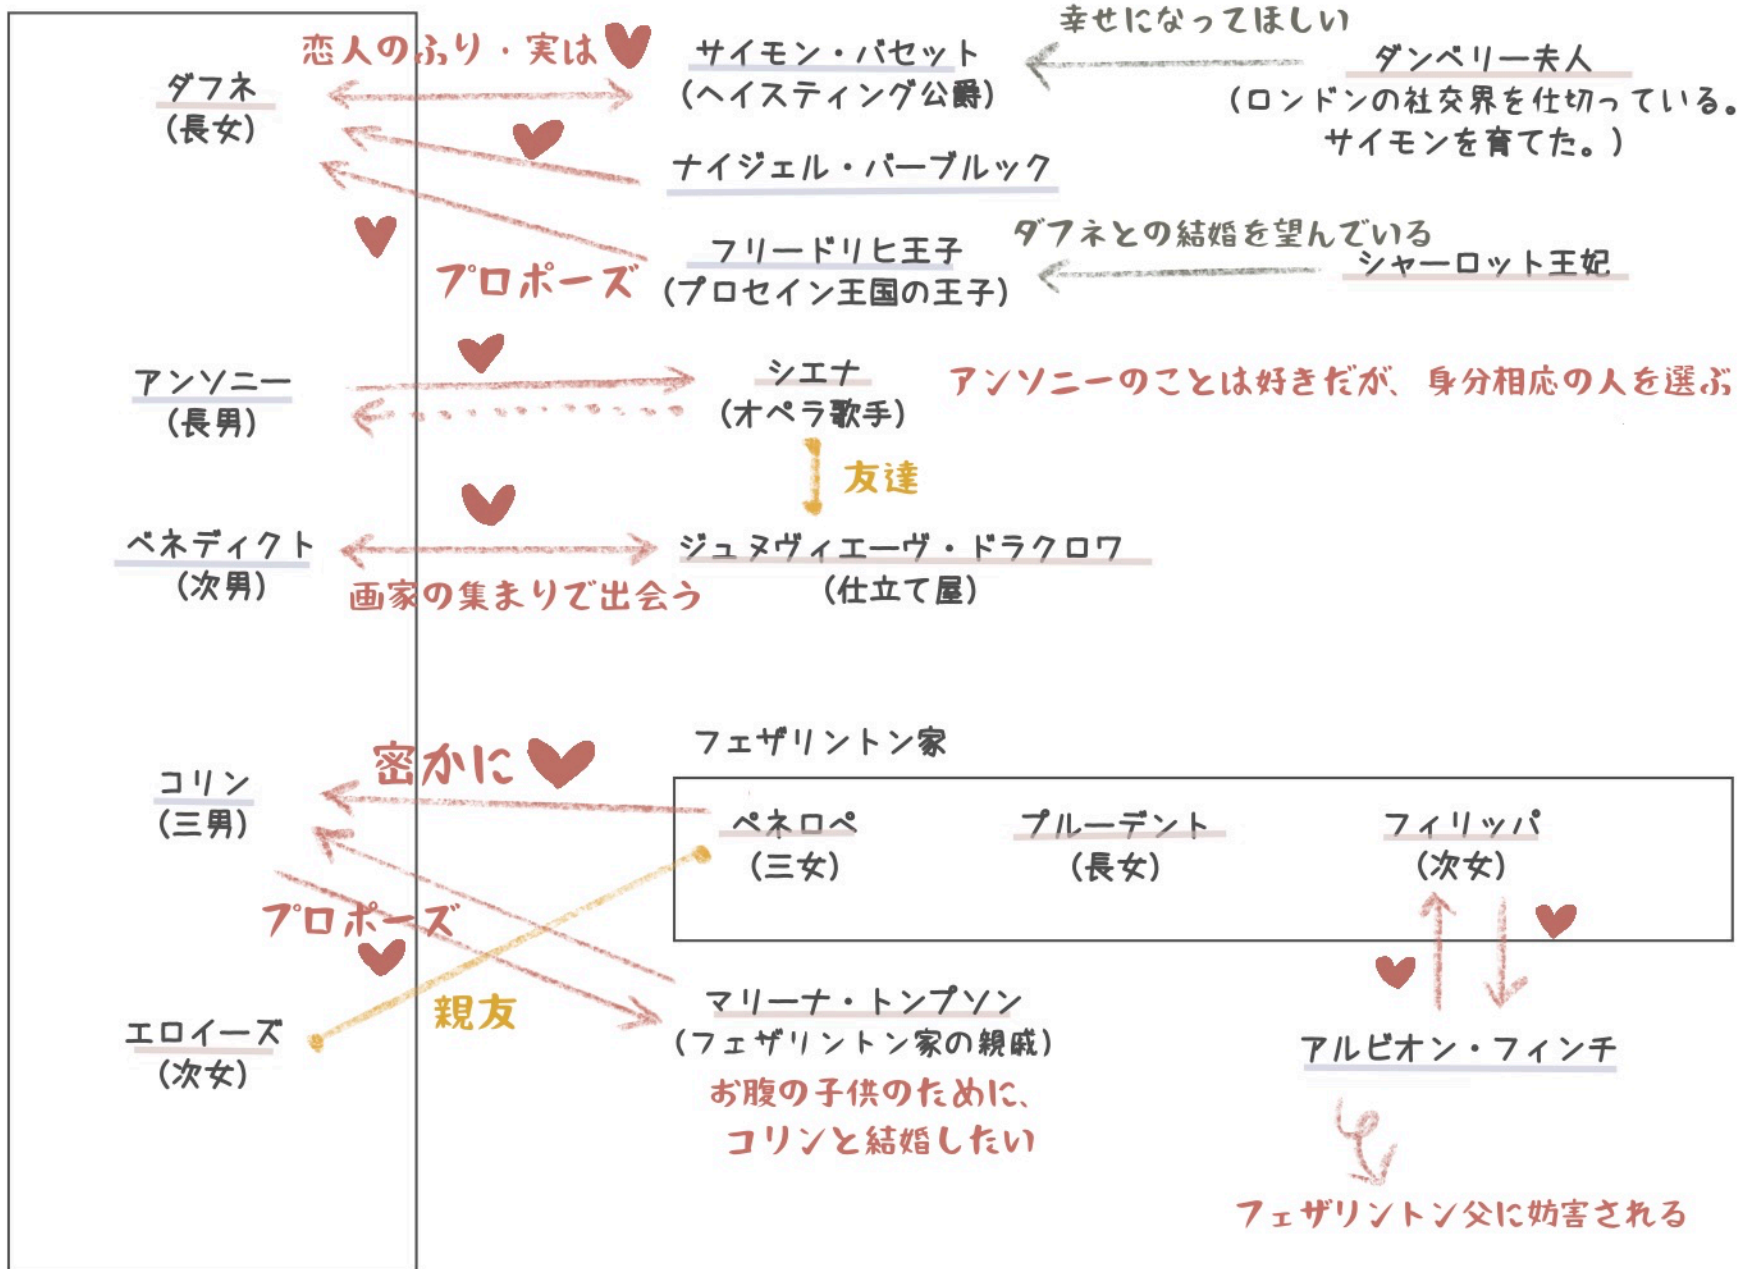 幸せになってほしい
恋人のふり・実は
サイモン・バセット
ダンベリー夫人
ダフネ
(ヘイスティング公爵)
(ロンドンの社交界を仕切っている。
(長女)
サイモンを育てた。)
ナイジェル・バーブルック
ダフネとの結婚を望んでいる
フリードリヒ王子
シャーロット王妃
プロポーズ
(プロセイン王国の王子)
アンソニー
シエナ
アンソニーのことは好きだが、身分相応の人を選ぶ
(長男)
(オペラ歌手)
友達
ベネディクト
ジュヌヴィエーヴ・ドラクロワ
(次男)
画家の集まりで出会う
(仕立て屋)
フェザリントン家
密かに
コリン
(三男)
ペネロペ
プルーデント
フィリッパ
(三女)
(長女)
(次女)
プロポーズ
親友
マリーナ・トンプソン
エロイーズ
(フェザリントン家の親戚)
アルビオン・フィンチ
(次女)
お腹の子供のために、
コリンと結婚したい
フェザリントン父に妨害される